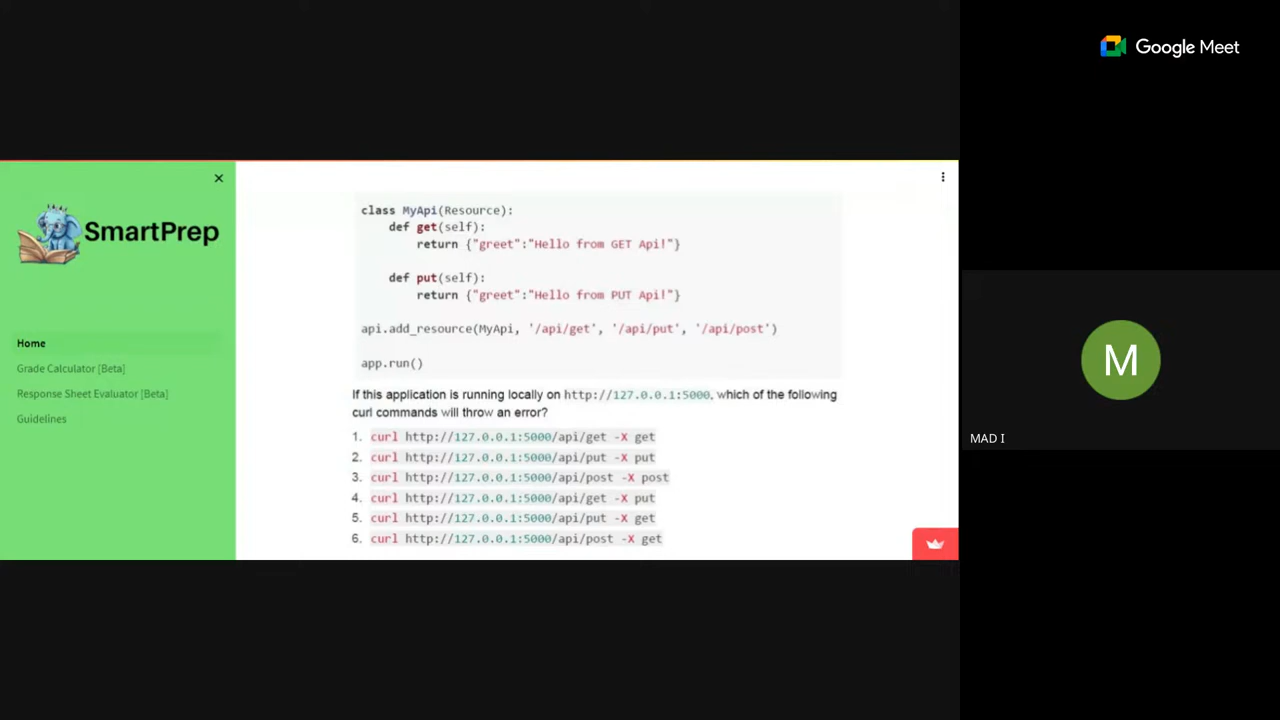 Google Meet
SmartPrep
Home
Grade Calculator [Beta]
Response Sheet Evaluator [Beta]
Guidelines
class MyApi(Resource):
    def get(self):
        return {"greet":"Hello from GET Api!"}
    def put(self):
        return {"greet":"Hello from PUT Api!"}
api.add_resource(MyApi, '/api/get', '/api/put', '/api/post')
app.run()
If this application is running locally on http://127.0.0.1:5000, which of the following
curl commands will throw an error?
1. curl http://127.0.0.1:5000/api/get -X get
2. curl http://127.0.0.1:5000/api/put -X put
3. curl http://127.0.0.1:5000/api/post -X post
4. curl http://127.0.0.1:5000/api/get -X put
5. curl http://127.0.0.1:5000/api/put -X get
6. curl http://127.0.0.1:5000/api/post -X get
M
MAD I